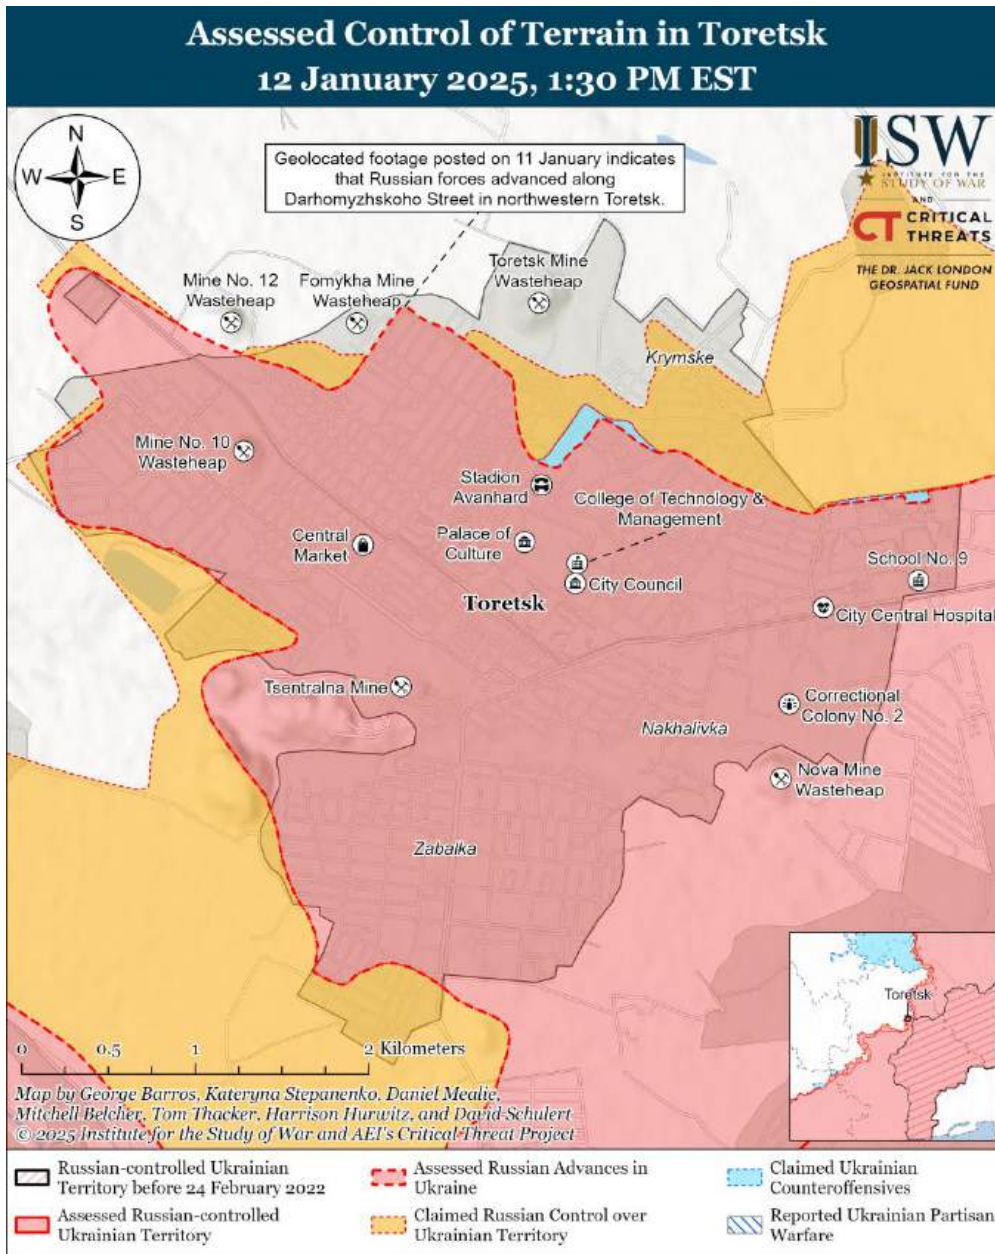 Assessed Control of Terrain in Toretsk
12 January 2025, 1:30 PM EST
N
W
E
S
Geolocated footage posted on 11 January indicates
that Russian forces advanced along
Darhomyzhskoho Street in northwestern Toretsk.
ISW
INSTITUTE FOR THE
STUDY OF WAR
AND
CT CRITICAL
THREATS
THE DR. JACK LONDON
GEOSPATIAL FUND
Mine No. 12
Wasteheap
Fomykha Mine
Wasteheap
Toretsk Mine
Wasteheap
Krymske
Mine No. 10
Wasteheap
Stadion
Avanhard
College of Technology &
Management
Central
Market
Palace of
Culture
City Council
School No. 9
Toretsk
City Central Hospital
Tsentralna Mine
Correctional
Colony No. 2
Nakhalivka
Nova Mine
Wasteheap
Zabalka
Toretsk
0 0.5 1 2 Kilometers
Map by George Barros, Kateryna Stepanenko, Daniel Mealie,
Mitchell Belcher, Tom Thacker, Harrison Hurwitz, and David Schulert
© 2025 Institute for the Study of War and AEI's Critical Threat Project
Russian-controlled Ukrainian
Territory before 24 February 2022
Assessed Russian Advances in
Ukraine
Claimed Ukrainian
Counteroffensives
Assessed Russian-controlled
Ukrainian Territory
Claimed Russian Control over
Ukrainian Territory
Reported Ukrainian Partisan
Warfare